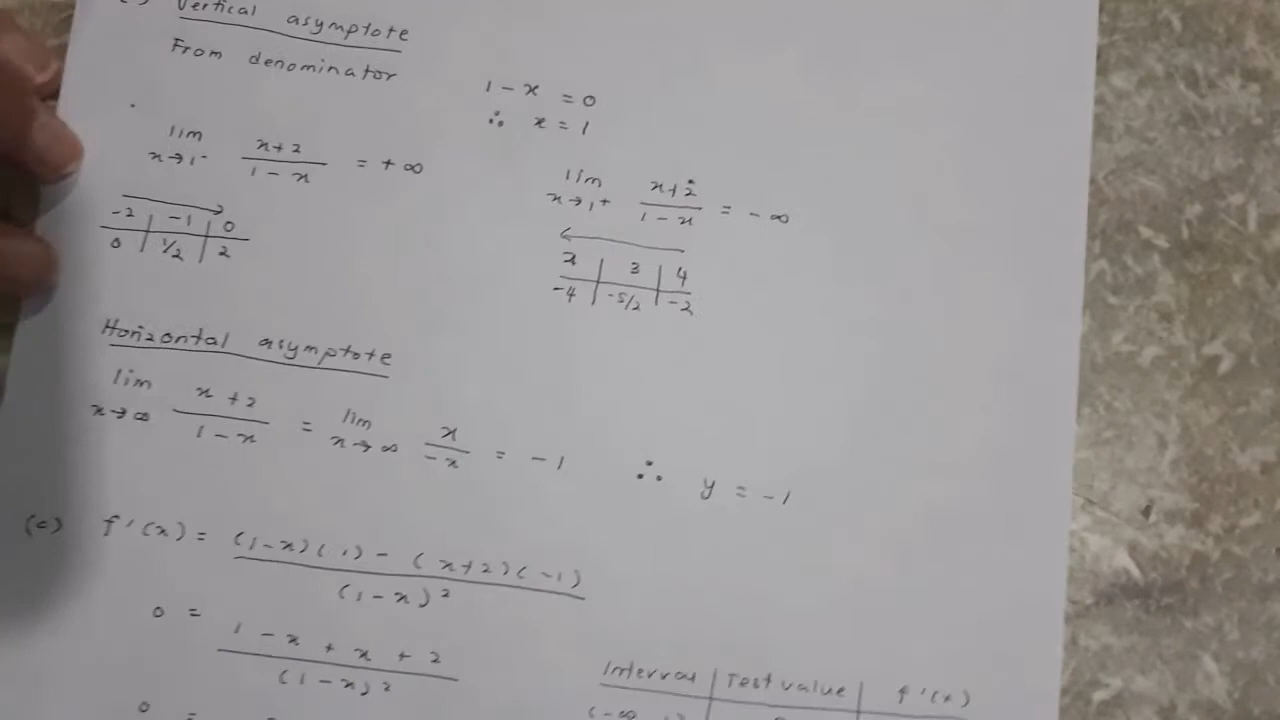 Vertical asymptote
From denominator
1 - x = 0
∴ x = 1
lim x→1⁻ (x+2)/(1-x) = +∞
-2 | -1 | 0
0 | 1/2 | 2
lim x→1⁺ (x+2)/(1-x) = -∞
2 | 3 | 4
-4 | -5/2 | -2
Horizontal asymptote
lim x→∞ (x+2)/(1-x) = lim x→∞ x/-x = -1 ∴ y = -1
(c) f'(x) = ((1-x)(1) - (x+2)(-1))/(1-x)²
0 = (1 - x + x + 2)/(1-x)²
0 =
Interval | Test value | f'(x)